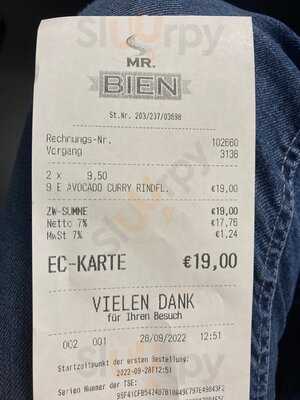 MR.
BIEN
St.Nr. 203/237/03698
Rechnungs-Nr. 102660
Vorgang 3136
2 x 9,50
9 E AVOCADO CURRY RINDFL. €19,00
ZW-SUMME €19,00
Netto 7% €17,76
MwSt 7% €1,24
EC-KARTE €19,00
VIELEN DANK
für Ihren Besuch
002 001 28/09/2022 12:51
Startzeitpunkt der ersten Bestellung:
2022-09-28T12:51
Serien Nummer der TSE: